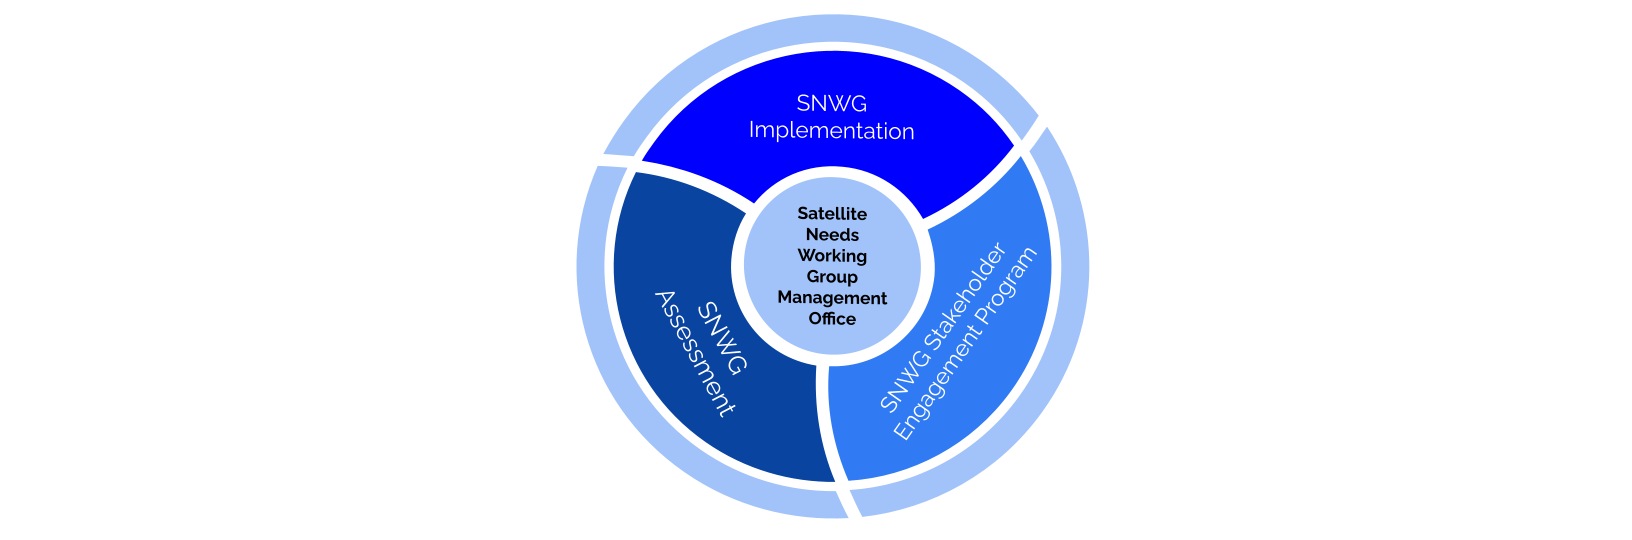 SNWG
Implementation
Satellite
Needs
Working
Group
Management
Office
SNWG Stakeholder
Engagement Program
SNWG
Assessment